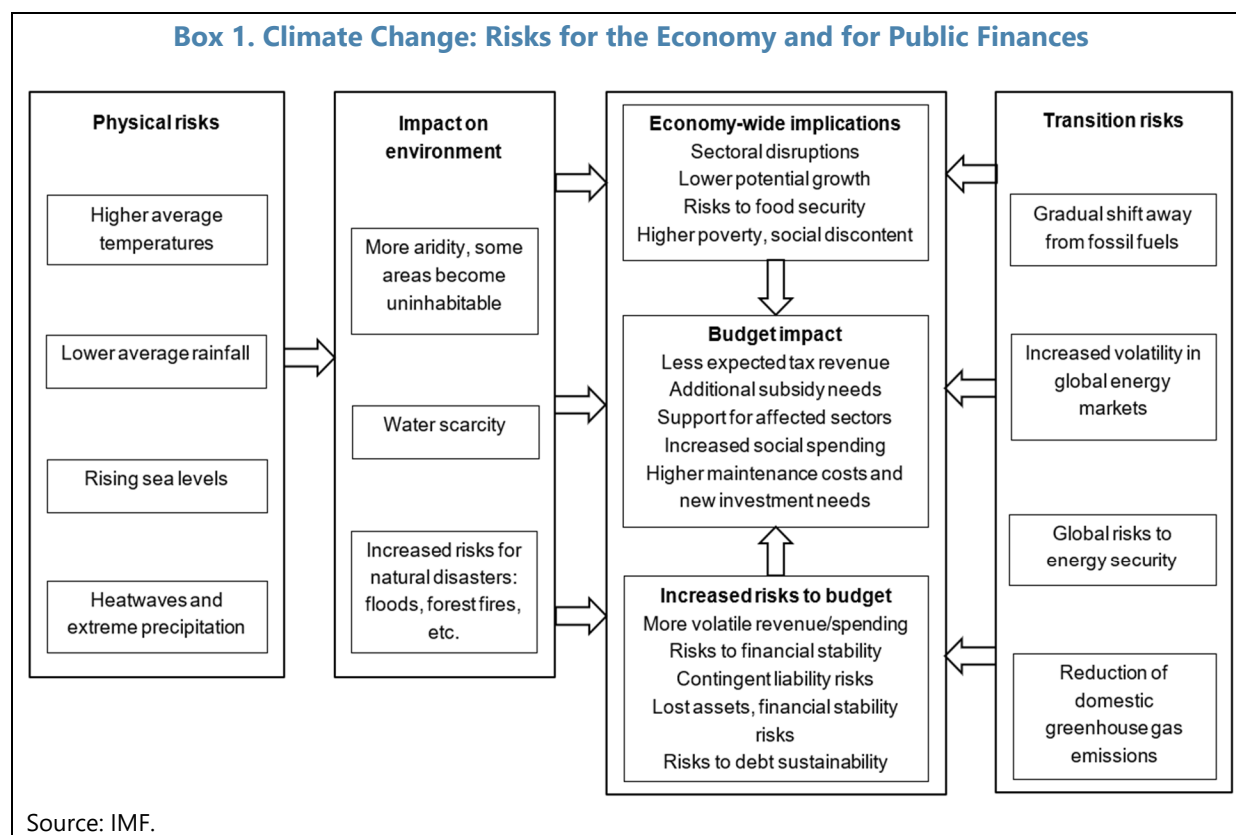 Box 1. Climate Change: Risks for the Economy and for Public Finances
Physical risks
Higher average
temperatures
Lower average rainfall
Rising sea levels
Heatwaves and
extreme precipitation
Impact on
environment
More aridity, some
areas become
uninhabitable
Water scarcity
Increased risks for
natural disasters:
floods, forest fires,
etc.
Economy-wide implications
Sectoral disruptions
Lower potential growth
Risks to food security
Higher poverty, social discontent
Budget impact
Less expected tax revenue
Additional subsidy needs
Support for affected sectors
Increased social spending
Higher maintenance costs and
new investment needs
Increased risks to budget
More volatile revenue/spending
Risks to financial stability
Contingent liability risks
Lost assets, financial stability
risks
Risks to debt sustainability
Transition risks
Gradual shift away
from fossil fuels
Increased volatility in
global energy
markets
Global risks to
energy security
Reduction of
domestic
greenhouse gas
emissions
Source: IMF.